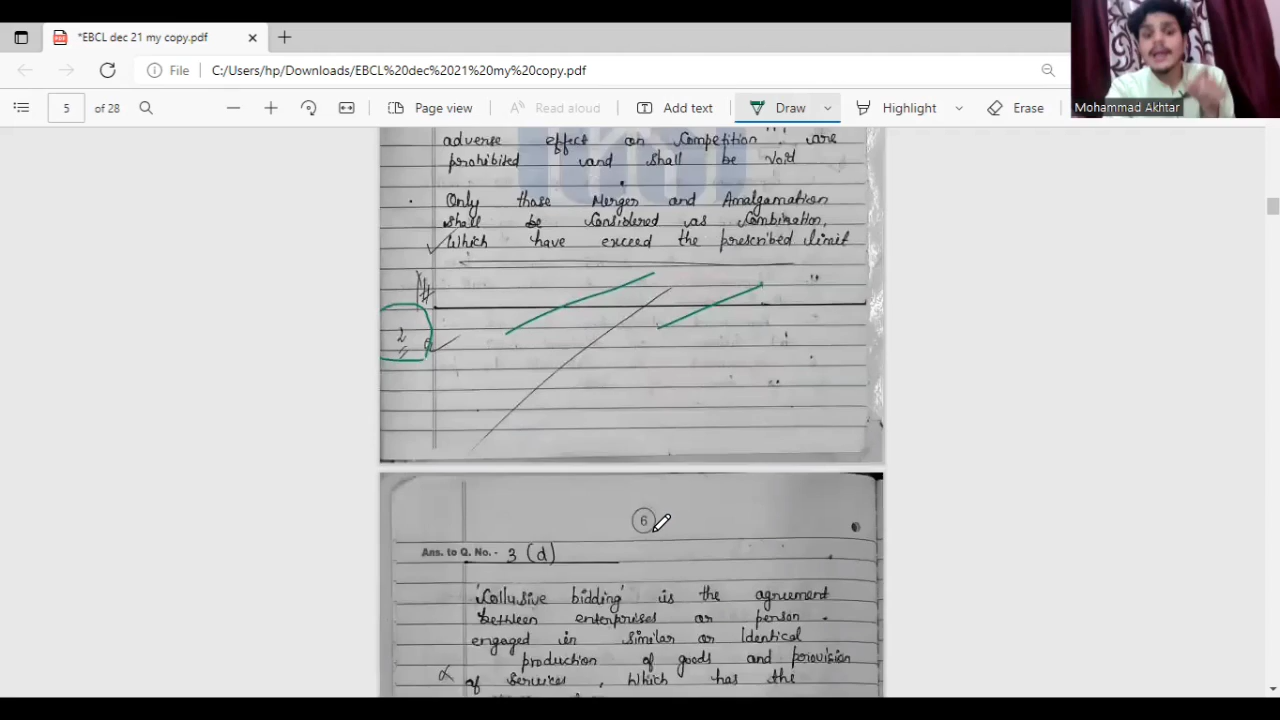 *EBCL dec 21 my copy.pdf
File C:/Users/hp/Downloads/EBCL%20dec%2021%20my%20copy.pdf
5 of 28 Page view Read aloud Add text Draw Highlight Erase
Mohammad Akhtar
adverse effect on Competition are
prohibited and shall be void
Only those Merger and Amalgamation
shall be Considered as Combination,
Which have exceed the prescribed limit
2
6
Ans. to Q. No. - 3 (d)
'Collusive bidding' is the agreement
between enterprises or person
engaged in similar or Identical
production of goods and provision
of Services, Which has the